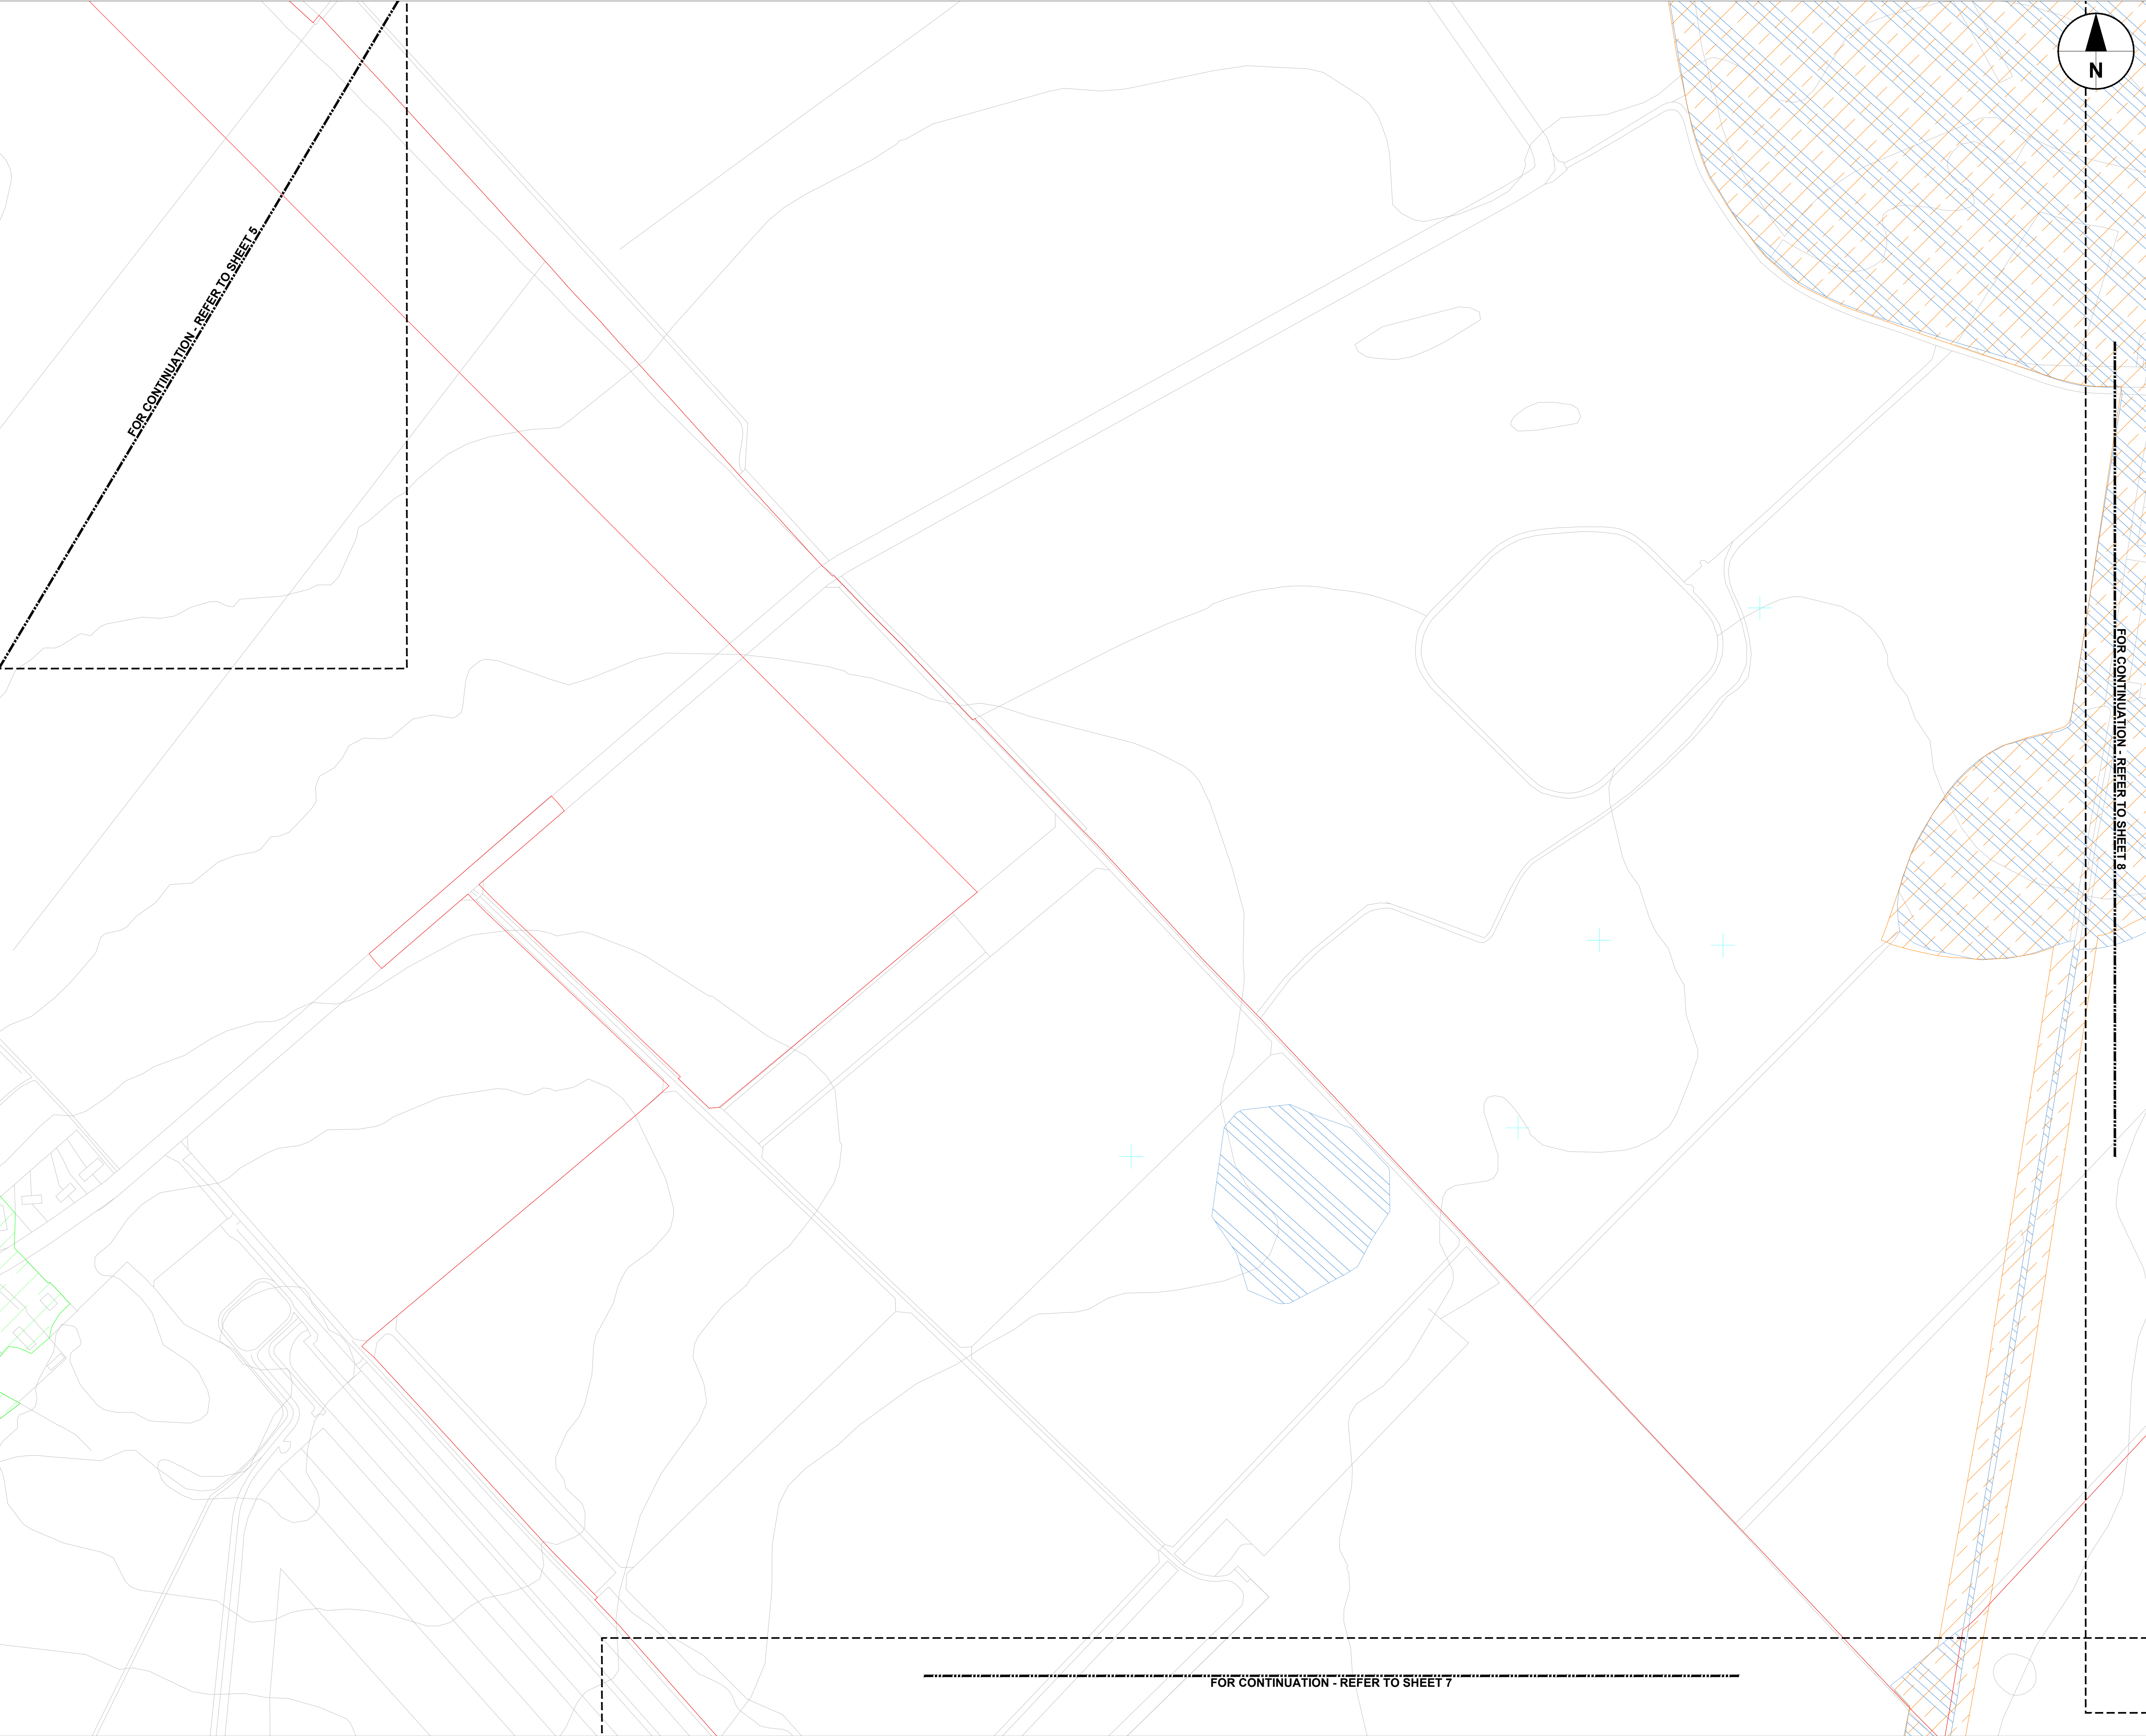 N
FOR CONTINUATION - REFER TO SHEET 5
FOR CONTINUATION - REFER TO SHEET 8
FOR CONTINUATION - REFER TO SHEET 7